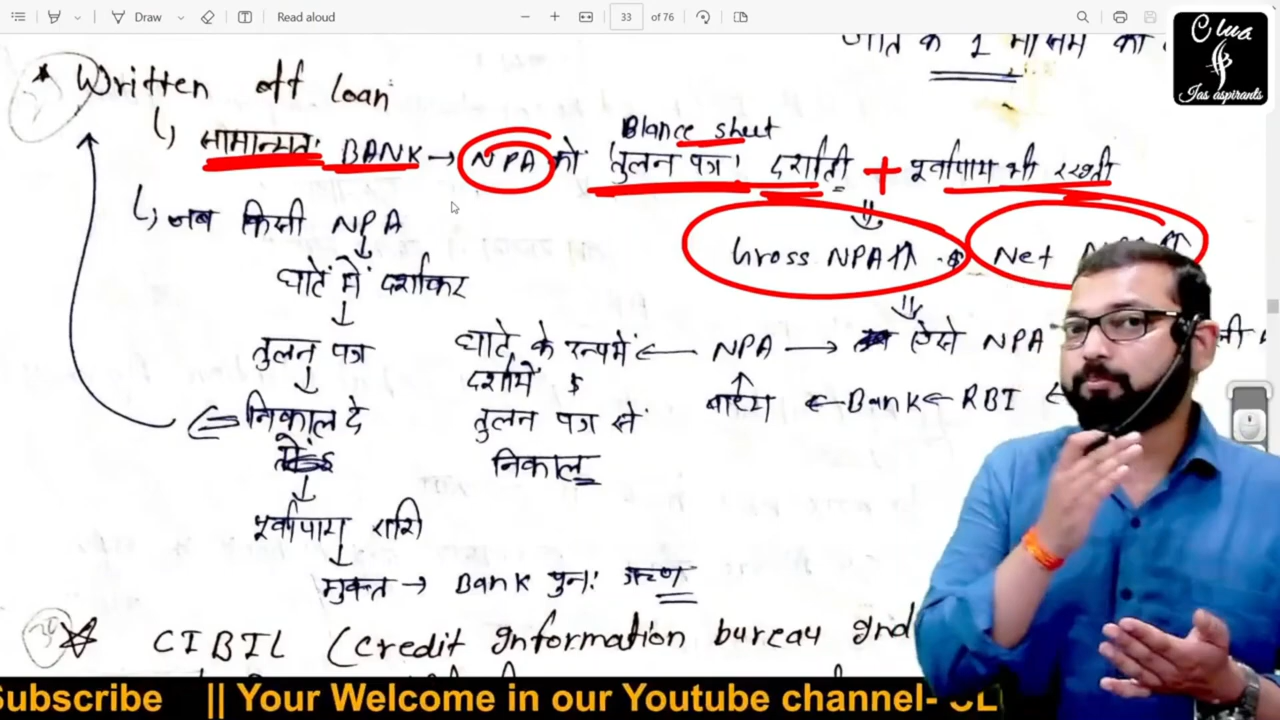 Draw
Read aloud
33
of 76
Clua
Ias aspirants
के 1
Written off loan
Blance sheet
सामान्यतः BANK → NPA को तुलन पत्र दर्शाती + पूर्वापाय भी रखती
जब किसी NPA
Gross NPA↑↑
Net
घाटे में दर्शाकर
↓
तुलन पत्र
घाटे के रूप में ← NPA → ऐसे NPA
दर्शायें $
निकाल दे
तुलन पत्र से
Bank ← RBI ←
निकालू
पूर्वापाय राशि
↓
मुक्त → Bank पुनः ऋण
CIBIL (Credit Information bureau
Subscribe || Your Welcome in our Youtube channel- CL